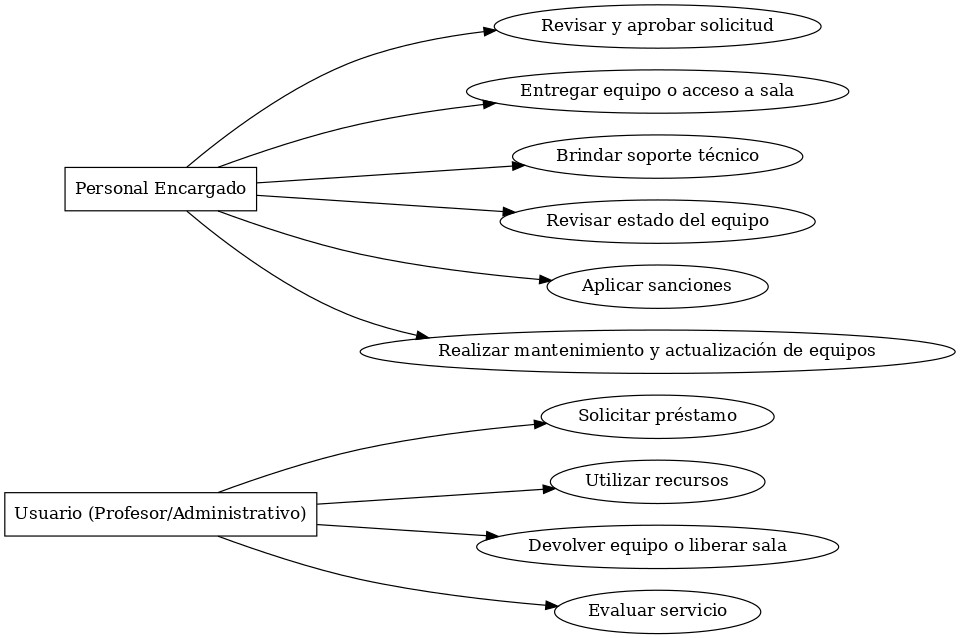 Revisar y aprobar solicitud
Entregar equipo o acceso a sala
Brindar soporte técnico
Personal Encargado
Revisar estado del equipo
Aplicar sanciones
Realizar mantenimiento y actualización de equipos
Solicitar préstamo
Utilizar recursos
Usuario (Profesor/Administrativo)
Devolver equipo o liberar sala
Evaluar servicio